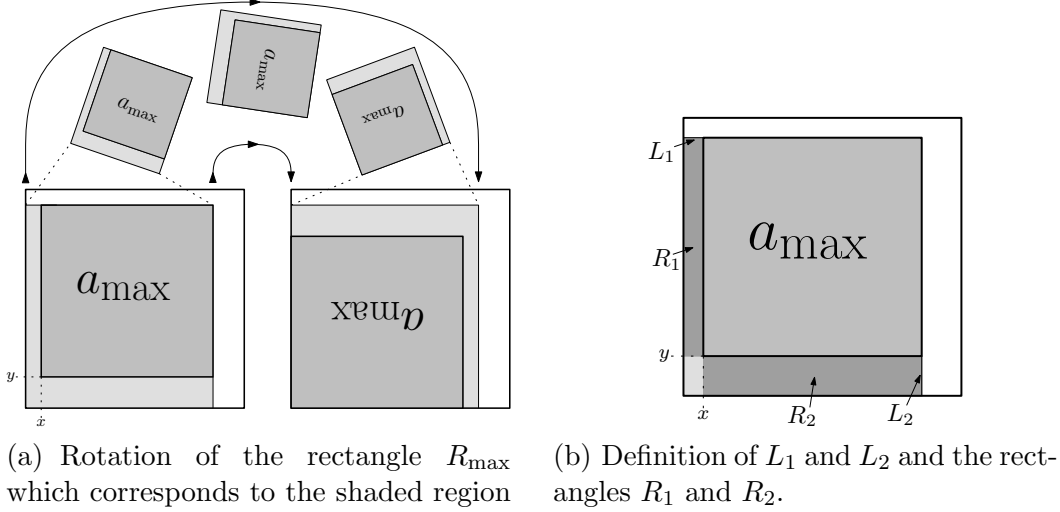 a_max
a_max
a_max
a_max
a_max
y
x
L_1
a_max
R_1
y
x
R_2
L_2
(a) Rotation of the rectangle R_max
which corresponds to the shaded region
(b) Definition of L_1 and L_2 and the rect-
angles R_1 and R_2.